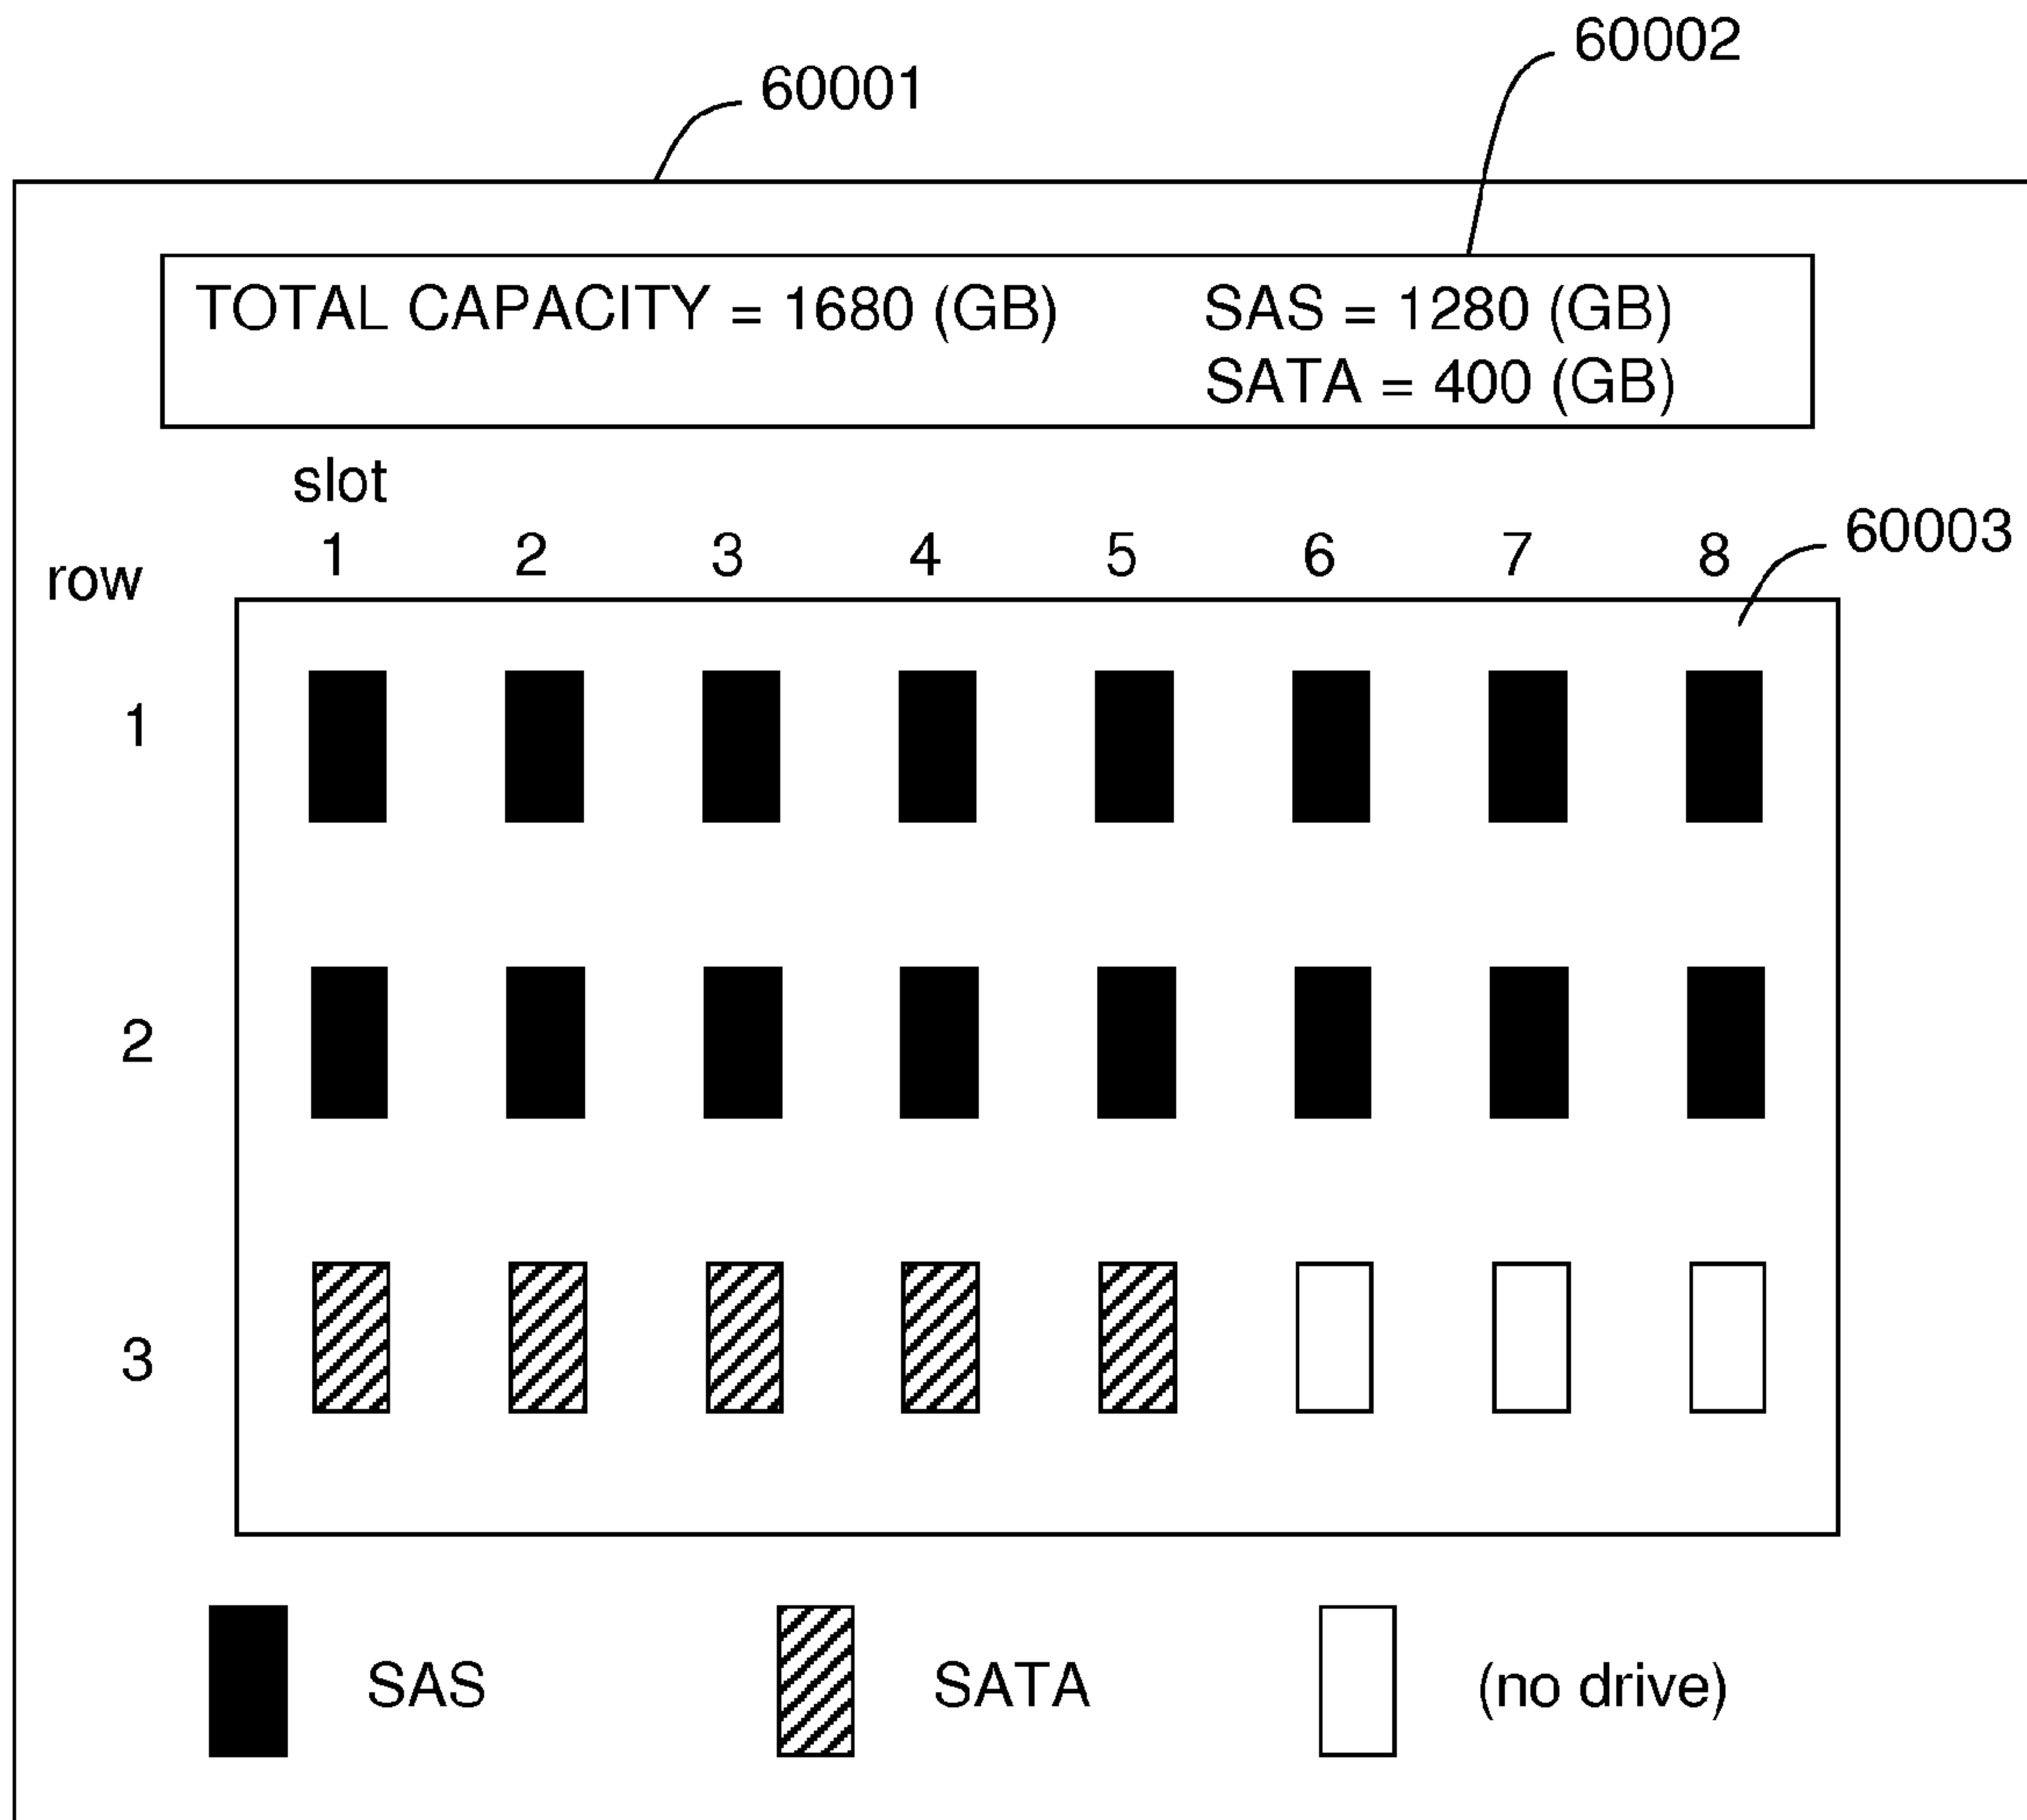 60002
60001
TOTAL CAPACITY = 1680 (GB) SAS = 1280 (GB)
SATA = 400 (GB)
slot
60003
1 2 3 4 5 6 7 8
row
1
2
3
SAS SATA (no drive)